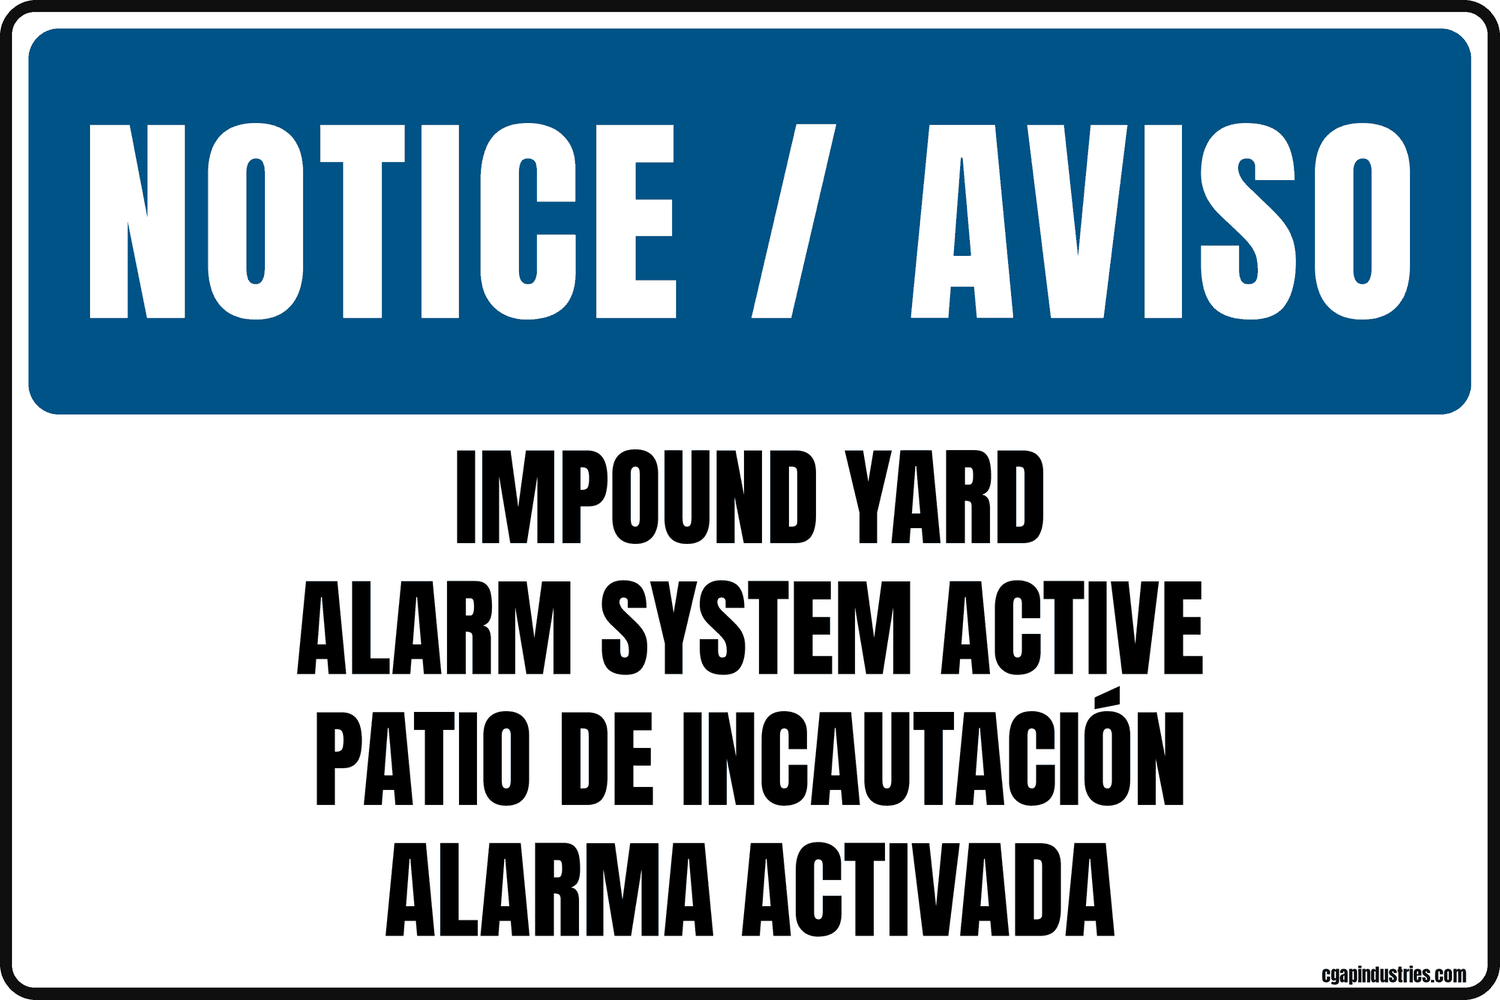 NOTICE / AVISO
IMPOUND YARD
ALARM SYSTEM ACTIVE
PATIO DE INCAUTACIÓN
ALARMA ACTIVADA
cgapindustries.com